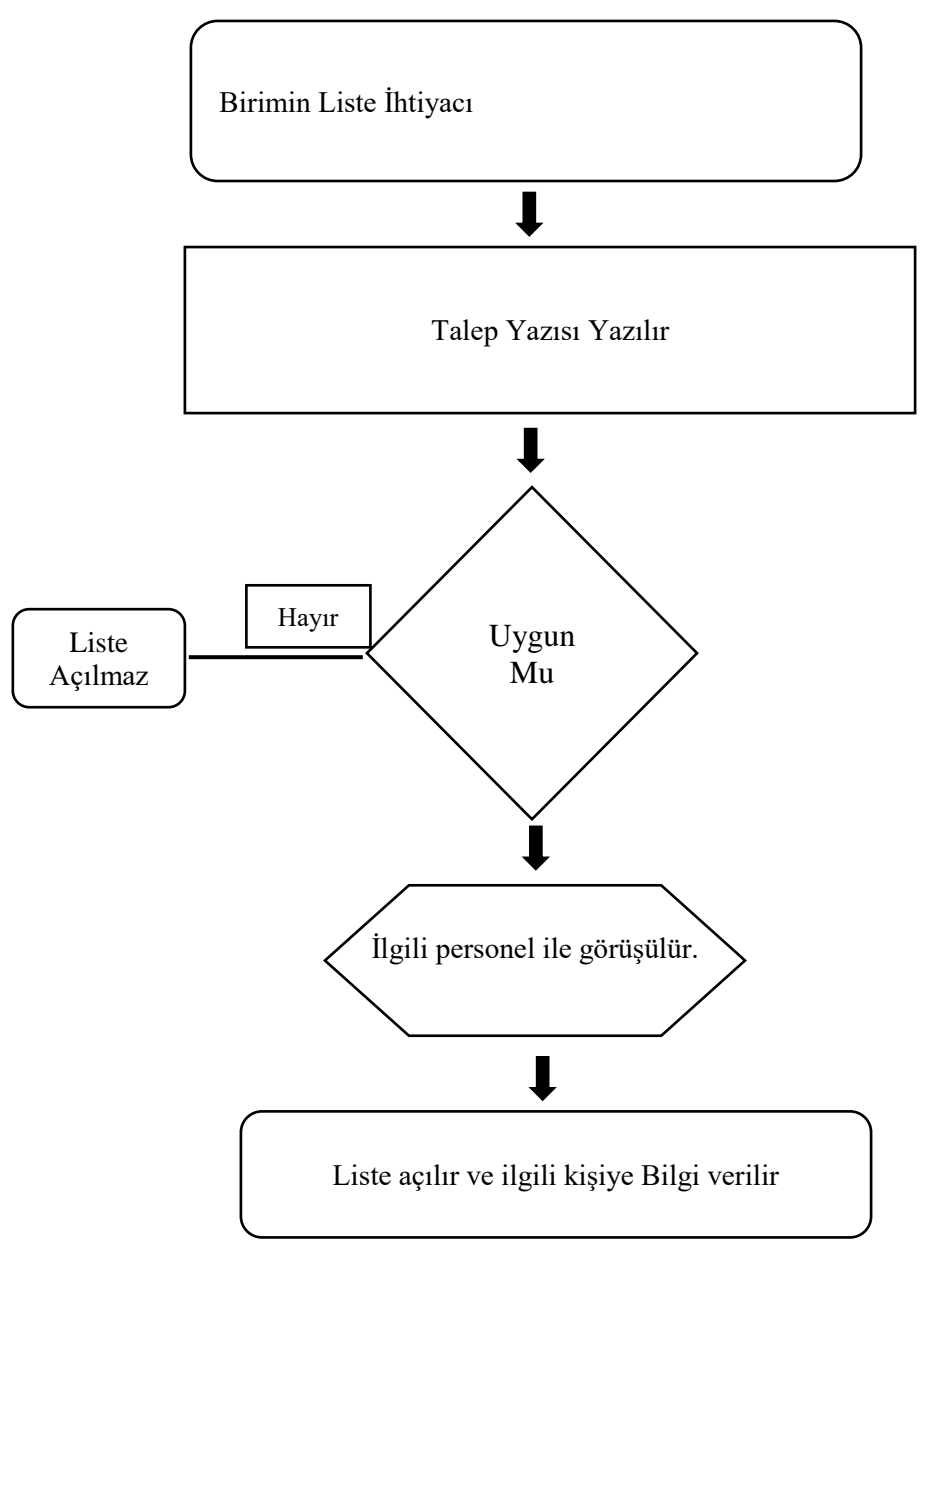 Birimin Liste İhtiyacı
Talep Yazısı Yazılır
Hayır
Liste
Açılmaz
Uygun
Mu
İlgili personel ile görüşülür.
Liste açılır ve ilgili kişiye Bilgi verilir